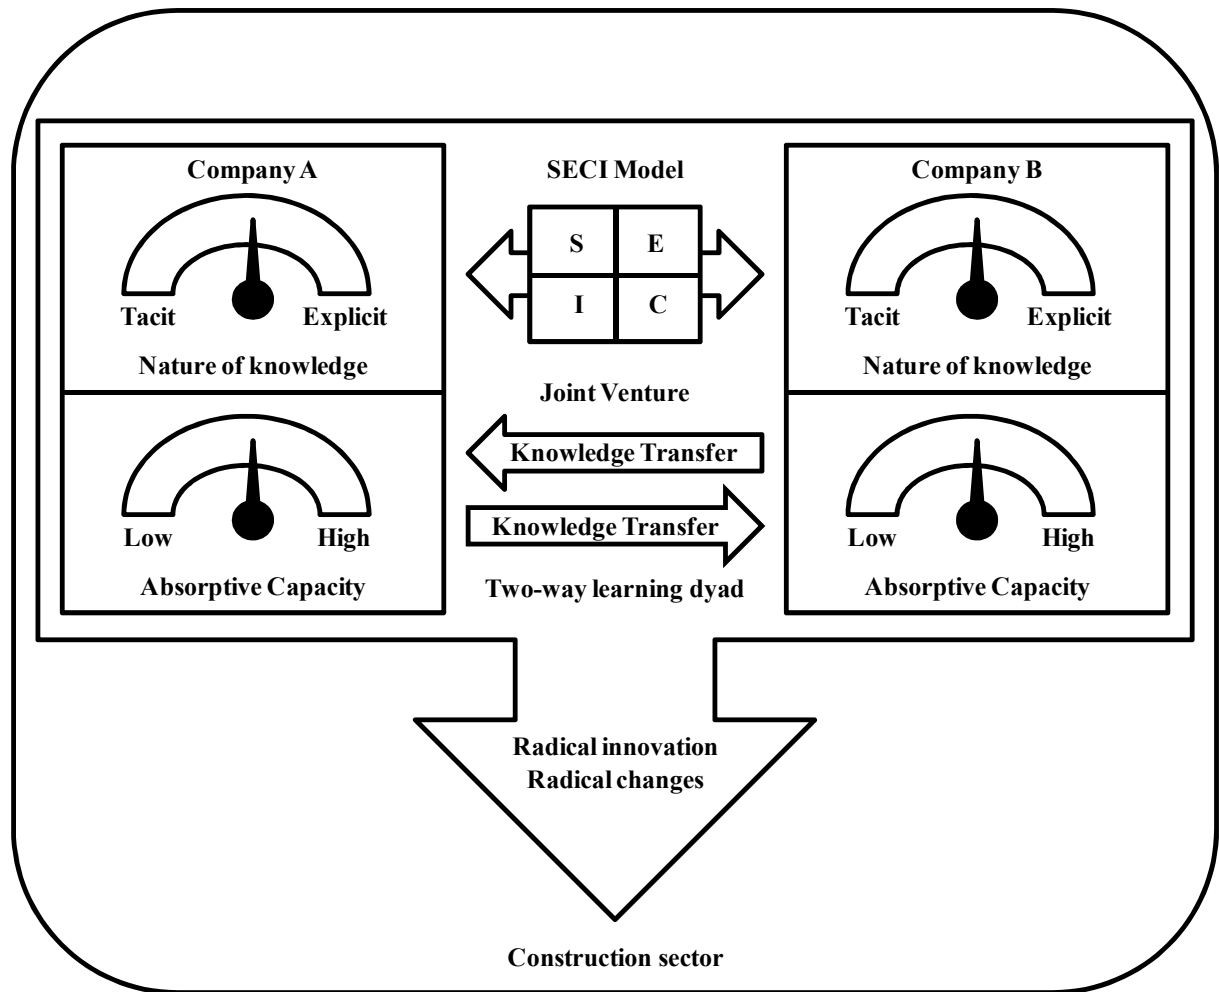 Company A
SECI Model
Company B
S
E
I
C
Tacit
Explicit
Tacit
Explicit
Nature of knowledge
Nature of knowledge
Joint Venture
Knowledge Transfer
Knowledge Transfer
Low
High
Low
High
Absorptive Capacity
Two-way learning dyad
Absorptive Capacity
Radical innovation
Radical changes
Construction sector